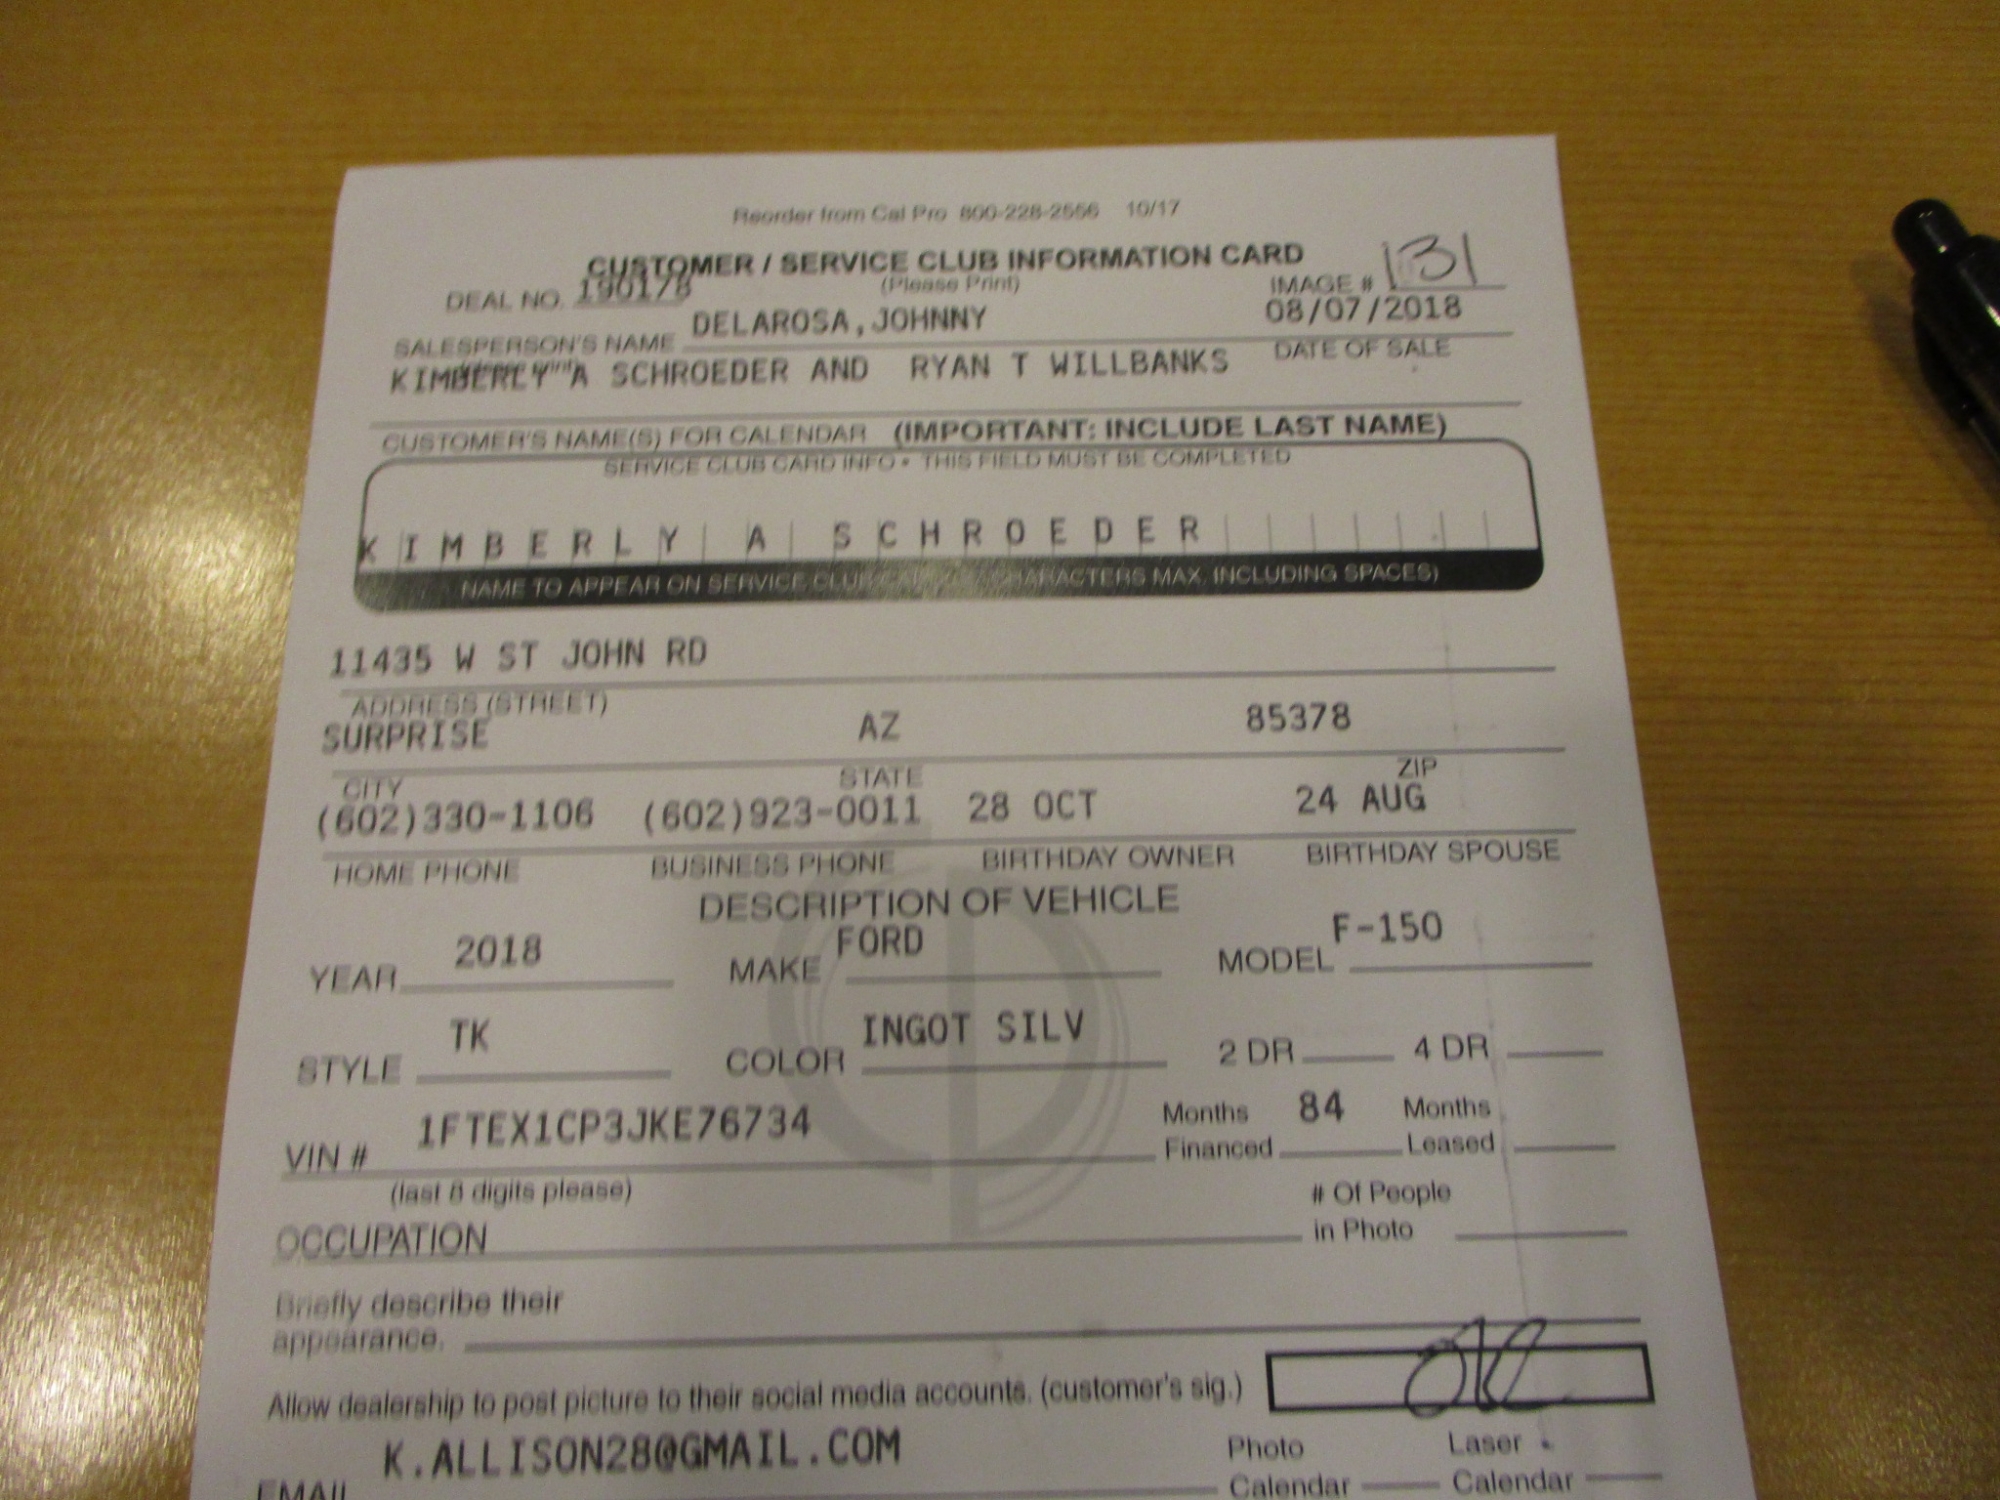 Reorder from Cal Pro 800-228-2556 10/17
CUSTOMER / SERVICE CLUB INFORMATION CARD
(Please Print)
DEAL NO. 190178
IMAGE # 131
SALESPERSON'S NAME DELAROSA,JOHNNY
08/07/2018
DATE OF SALE
KIMBERLY A SCHROEDER AND RYAN T WILLBANKS
CUSTOMER'S NAME(S) FOR CALENDAR (IMPORTANT: INCLUDE LAST NAME)
SERVICE CLUB CARD INFO • THIS FIELD MUST BE COMPLETED
KIMBERLY A SCHROEDER
NAME TO APPEAR ON SERVICE CLUB CHARACTERS MAX. INCLUDING SPACES)
11435 W ST JOHN RD
ADDRESS (STREET)
SURPRISE AZ 85378
CITY STATE ZIP
(602)330-1106 (602)923-0011 28 OCT 24 AUG
HOME PHONE BUSINESS PHONE BIRTHDAY OWNER BIRTHDAY SPOUSE
DESCRIPTION OF VEHICLE
YEAR 2018 MAKE FORD MODEL F-150
STYLE TK COLOR INGOT SILV 2 DR 4 DR
VIN # 1FTEX1CP3JKE76734
(last 8 digits please)
Months Financed 84 Months Leased
OCCUPATION
# Of People in Photo
Briefly describe their
appearance.
Allow dealership to post picture to their social media accounts. (customer's sig.) OK
EMAIL K.ALLISON28@GMAIL.COM
Photo Calendar Laser Calendar